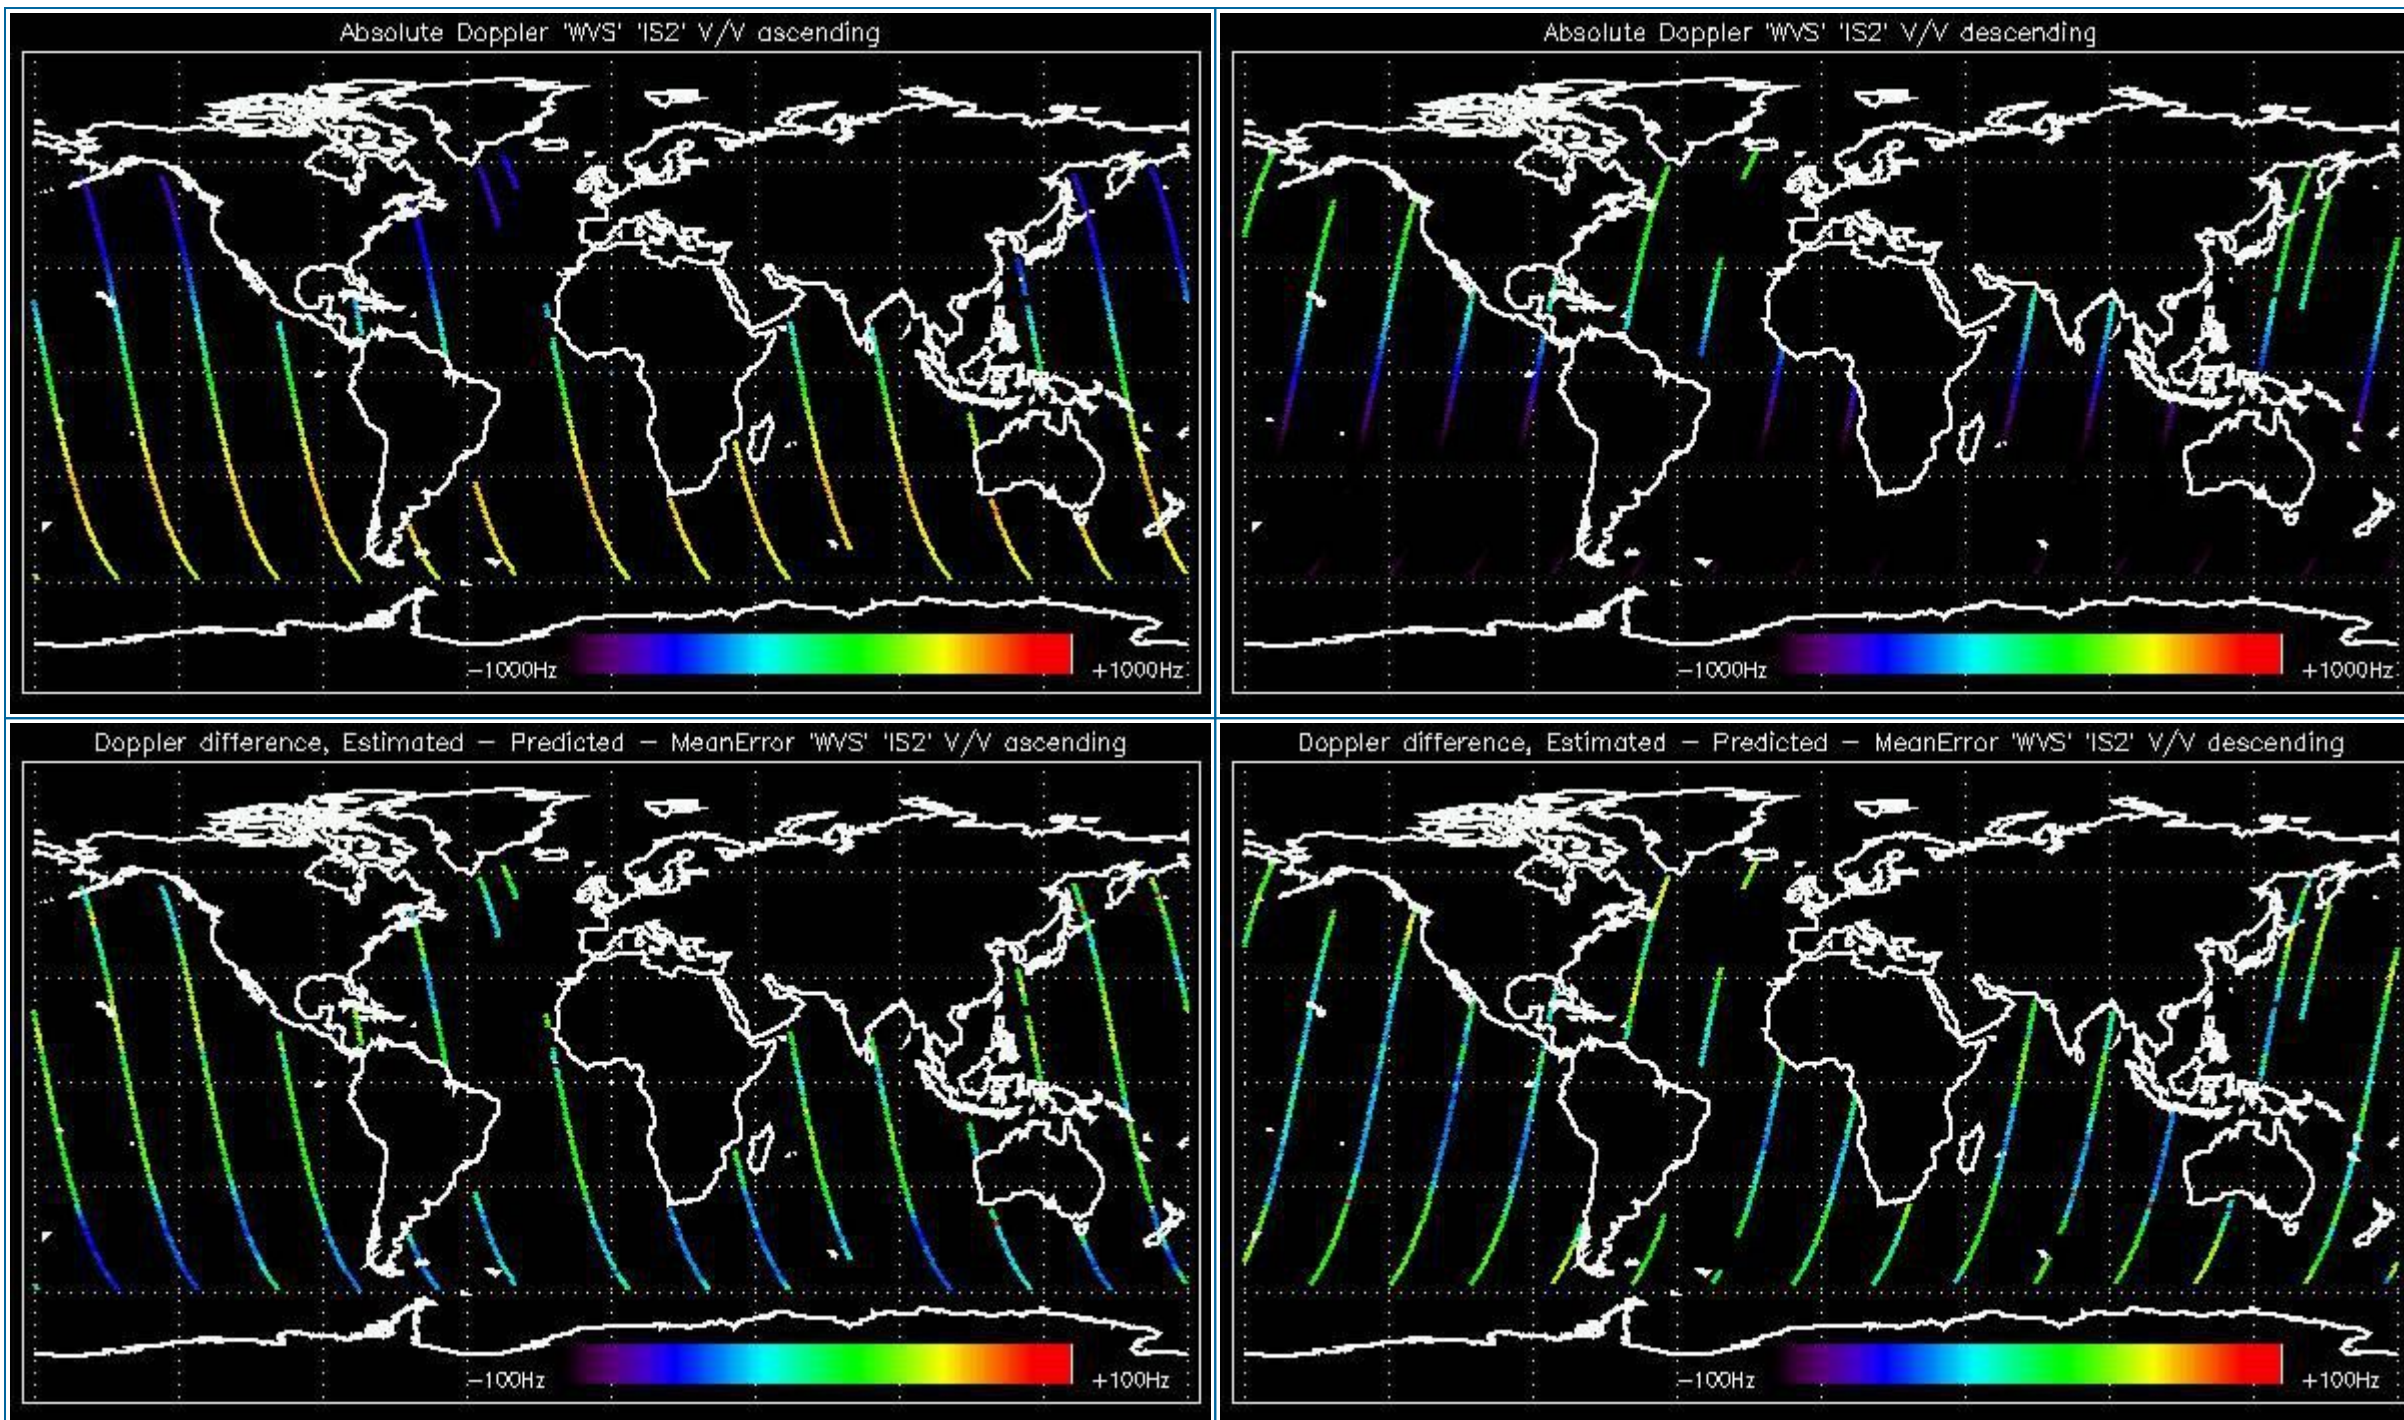 Absolute Doppler 'WVS' 'IS2' V/V ascending
-1000Hz +1000Hz
Absolute Doppler 'WVS' 'IS2' V/V descending
-1000Hz +1000Hz
Doppler difference, Estimated - Predicted - MeanError 'WVS' 'IS2' V/V ascending
-100Hz +100Hz
Doppler difference, Estimated - Predicted - MeanError 'WVS' 'IS2' V/V descending
-100Hz +100Hz